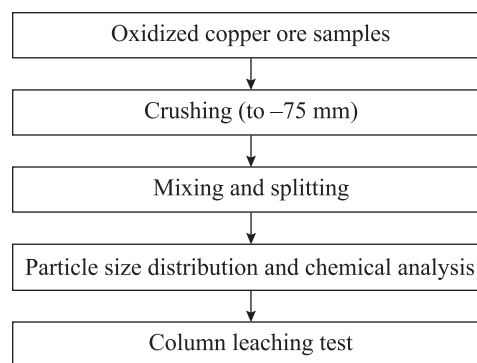 Oxidized copper ore samples
Crushing (to –75 mm)
Mixing and splitting
Particle size distribution and chemical analysis
Column leaching test